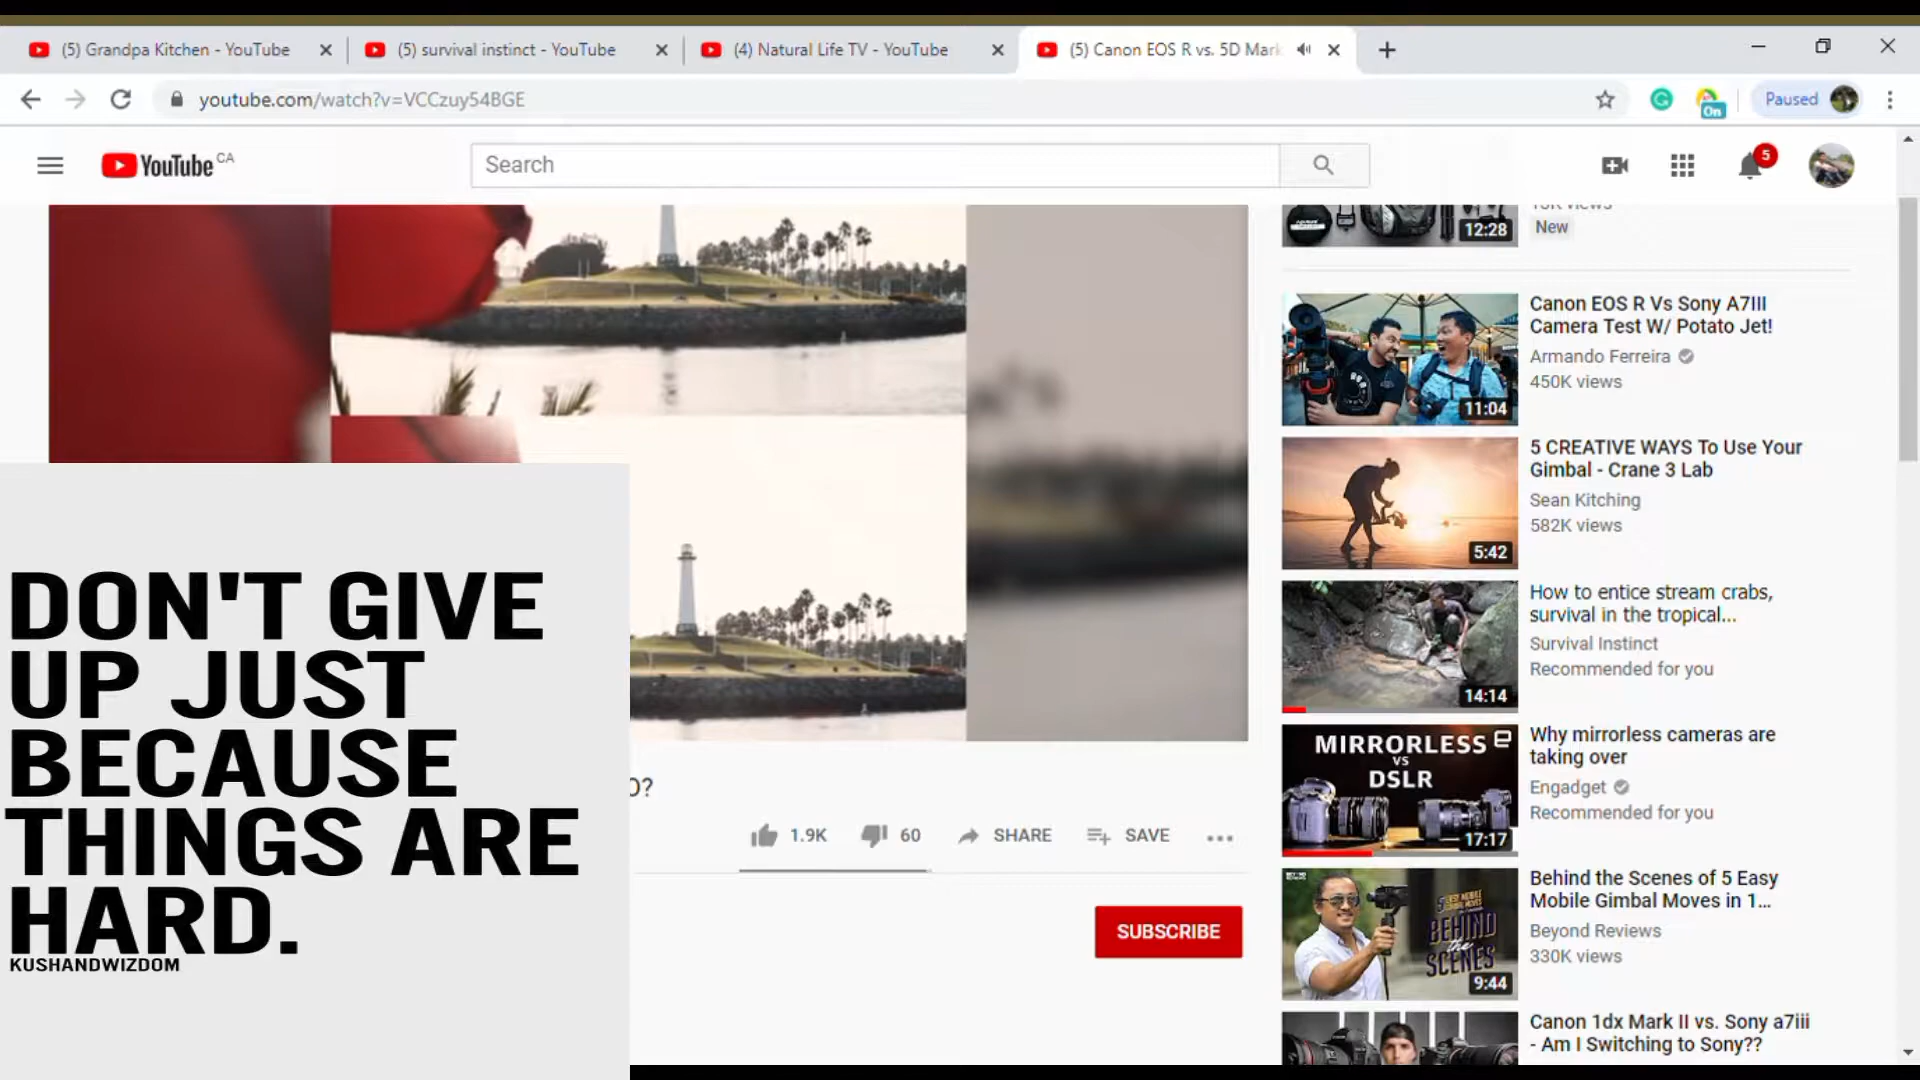 (5) Grandpa Kitchen - YouTube
(5) survival instinct - YouTube
(4) Natural Life TV - YouTube
(5) Canon EOS R vs. 5D Mark
youtube.com/watch?v=VCCzuy54BGE
On
Paused
YouTube CA
Search
5
12:28
New
Canon EOS R Vs Sony A7III
Camera Test W/ Potato Jet!
Armando Ferreira
450K views
11:04
5 CREATIVE WAYS To Use Your
Gimbal - Crane 3 Lab
Sean Kitching
582K views
5:42
How to entice stream crabs,
survival in the tropical...
Survival Instinct
Recommended for you
14:14
MIRRORLESS
VS
DSLR
17:17
Why mirrorless cameras are
taking over
Engadget
Recommended for you
5 EASY MOBILE
GIMBAL MOVES
BEHIND
the
SCENES
9:44
Behind the Scenes of 5 Easy
Mobile Gimbal Moves in 1...
Beyond Reviews
330K views
Canon 1dx Mark II vs. Sony a7iii
- Am I Switching to Sony??
O?
1.9K
60
SHARE
SAVE
SUBSCRIBE
DON'T GIVE
UP JUST
BECAUSE
THINGS ARE
HARD.
KUSHANDWIZDOM